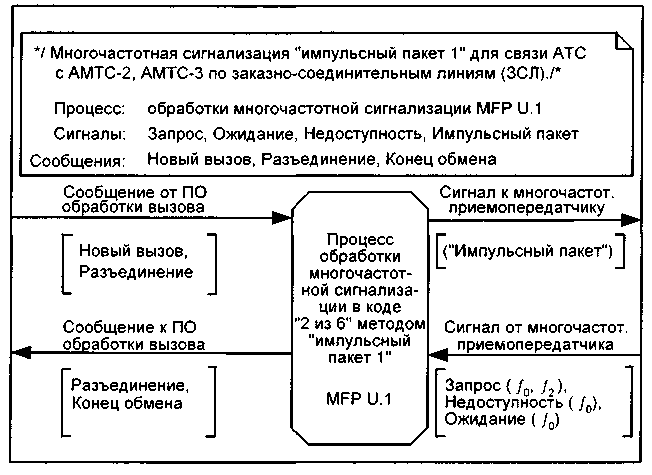 */ Многочастотная сигнализация "импульсный пакет 1" для связи АТС
с АМТС-2, АМТС-3 по заказно-соединительным линиям (ЗСЛ)./*
Процесс: обработки многочастотной сигнализации MFP U.1
Сигналы: Запрос, Ожидание, Недоступность, Импульсный пакет
Сообщения: Новый вызов, Разъединение, Конец обмена
Сообщение от ПО
обработки вызова
Новый вызов,
Разъединение
Сообщение к ПО
обработки вызова
Разъединение,
Конец обмена
Процесс
обработки
многочастот-
ной сигнализа-
ции в коде
"2 из 6" методом
"импульсный
пакет 1"
MFP U.1
Сигнал к многочастот.
приемопередатчику
("Импульсный пакет")
Сигнал от многочастот.
приемопередатчика
Запрос ( f0, f2 ),
Недоступность ( f0),
Ожидание ( f0)